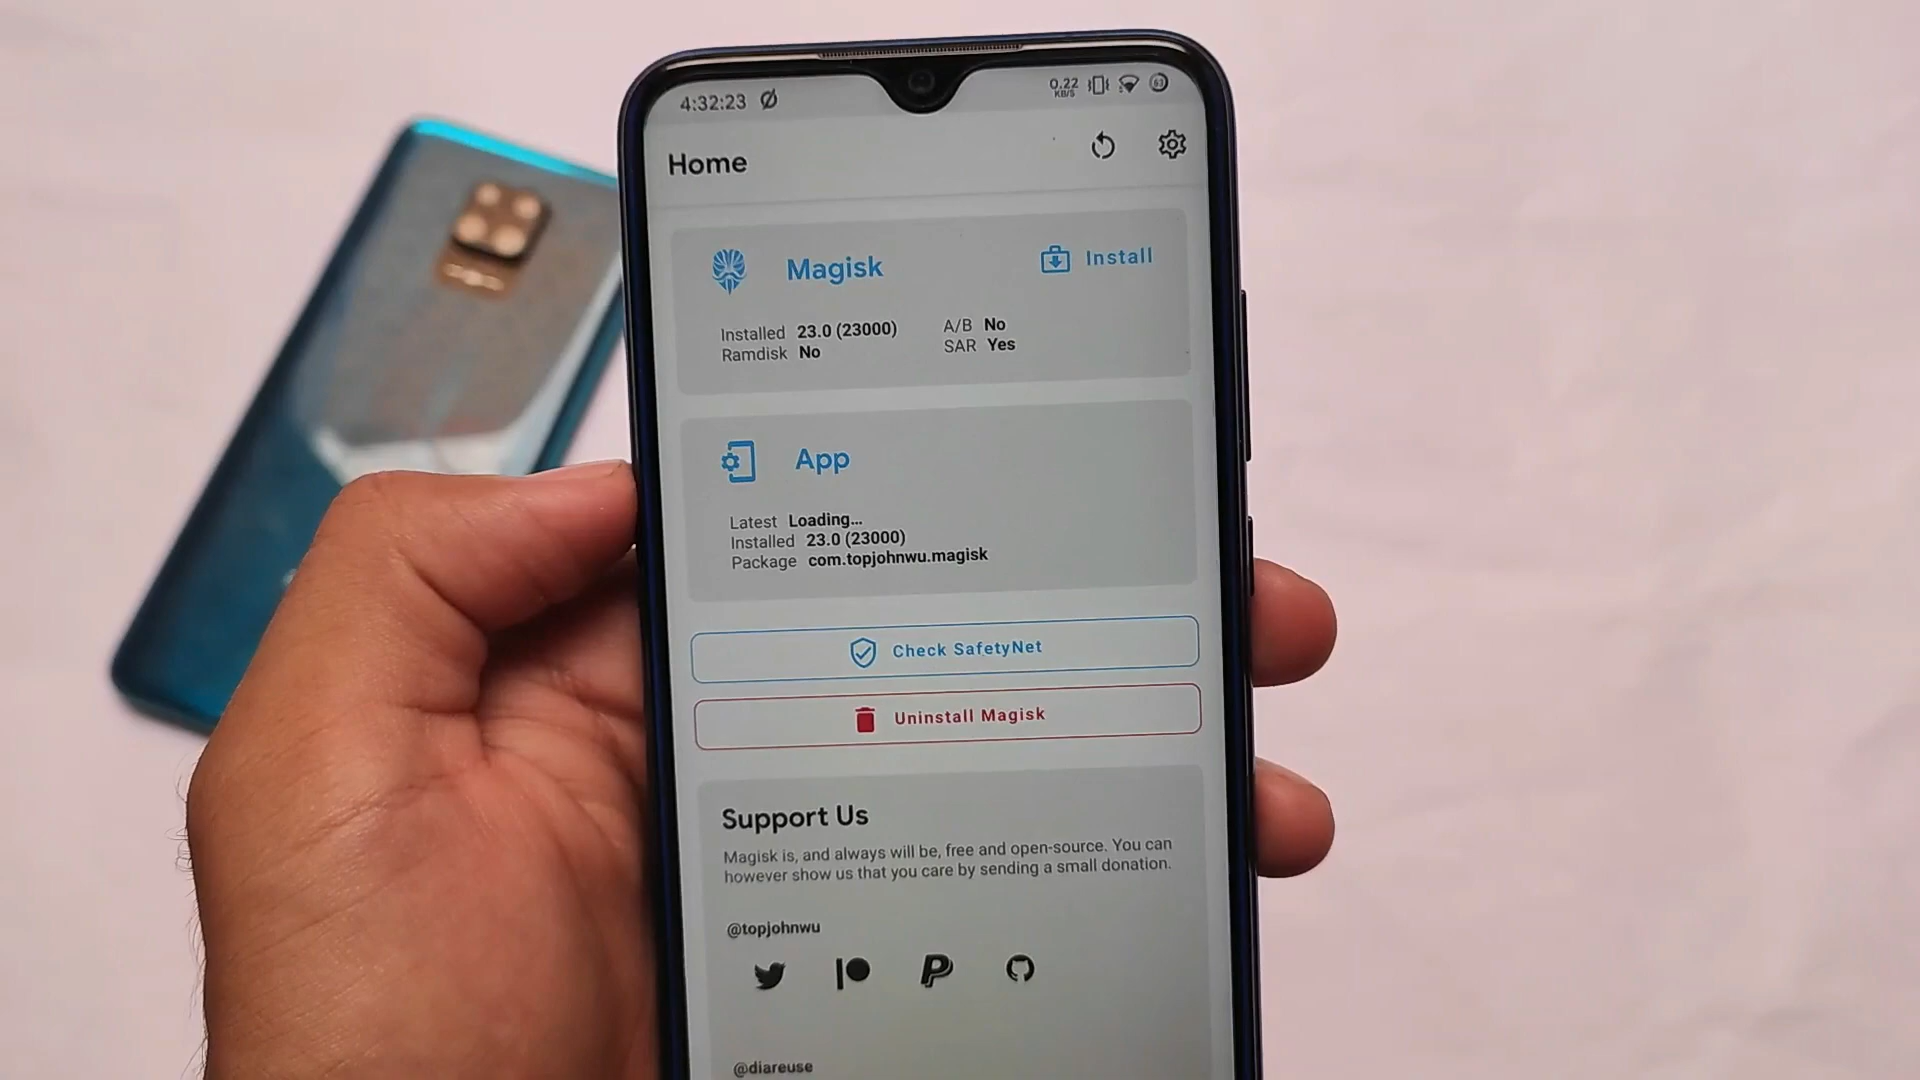 4:32:23
0.22
KB/S
63
Home
Magisk
Install
Installed 23.0 (23000)
A/B No
Ramdisk No
SAR Yes
App
Latest Loading...
Installed 23.0 (23000)
Package com.topjohnwu.magisk
Check SafetyNet
Uninstall Magisk
Support Us
Magisk is, and always will be, free and open-source. You can
however show us that you care by sending a small donation.
@topjohnwu
@diareuse